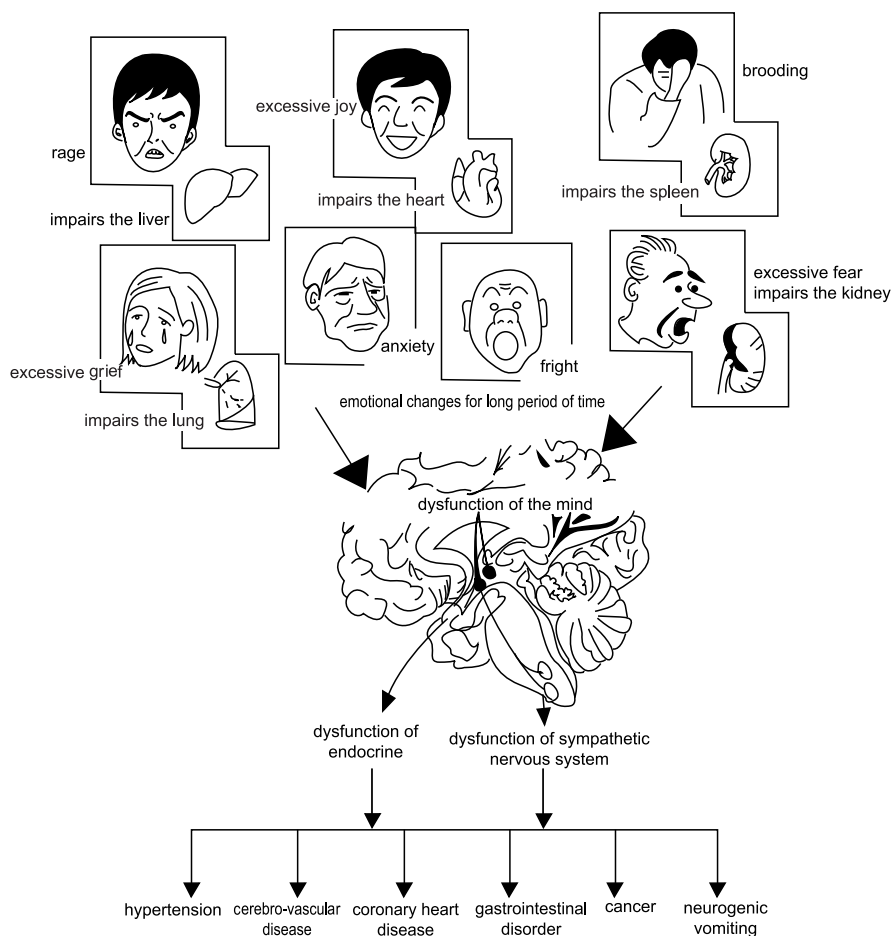 rage
impairs the liver
excessive joy
impairs the heart
brooding
impairs the spleen
excessive grief
impairs the lung
anxiety
fright
excessive fear
impairs the kidney
emotional changes for long period of time
dysfunction of the mind
dysfunction of
endocrine
dysfunction of sympathetic
nervous system
hypertension
cerebro-vascular
disease
coronary heart
disease
gastrointestinal
disorder
cancer
neurogenic
vomiting